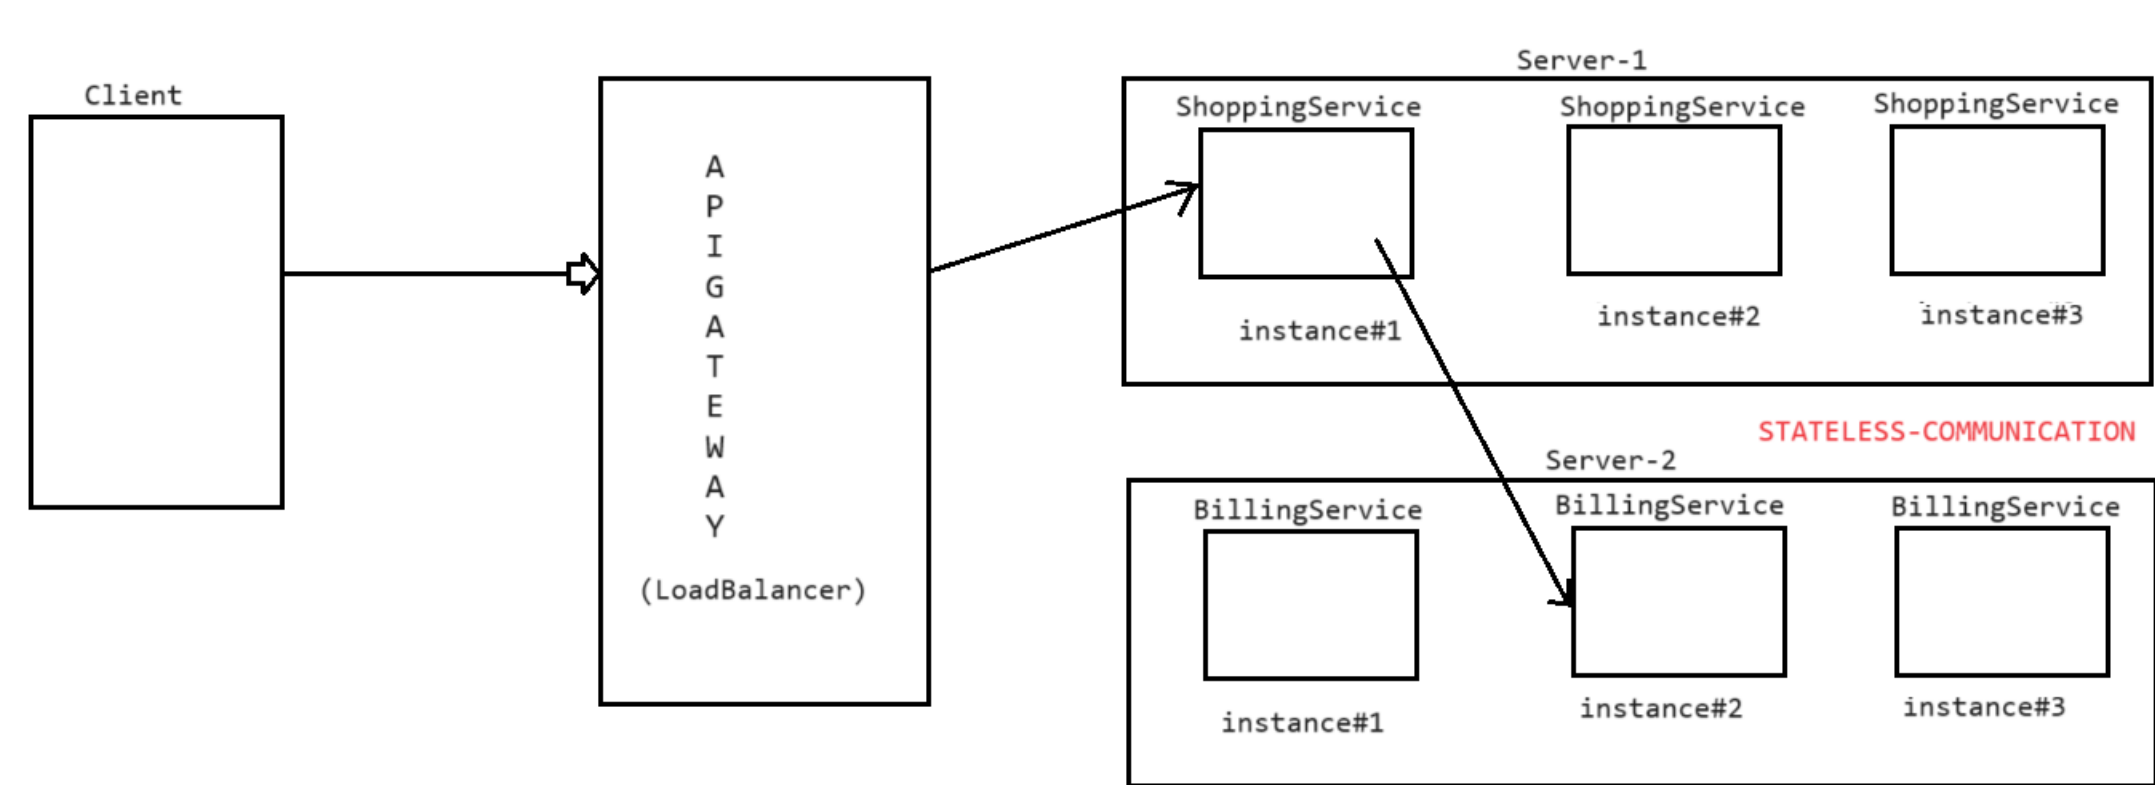 Client
A
P
I
G
A
T
E
W
A
Y
(LoadBalancer)
Server-1
ShoppingService ShoppingService ShoppingService
instance#1 instance#2 instance#3
STATELESS-COMMUNICATION
Server-2
BillingService BillingService BillingService
instance#1 instance#2 instance#3